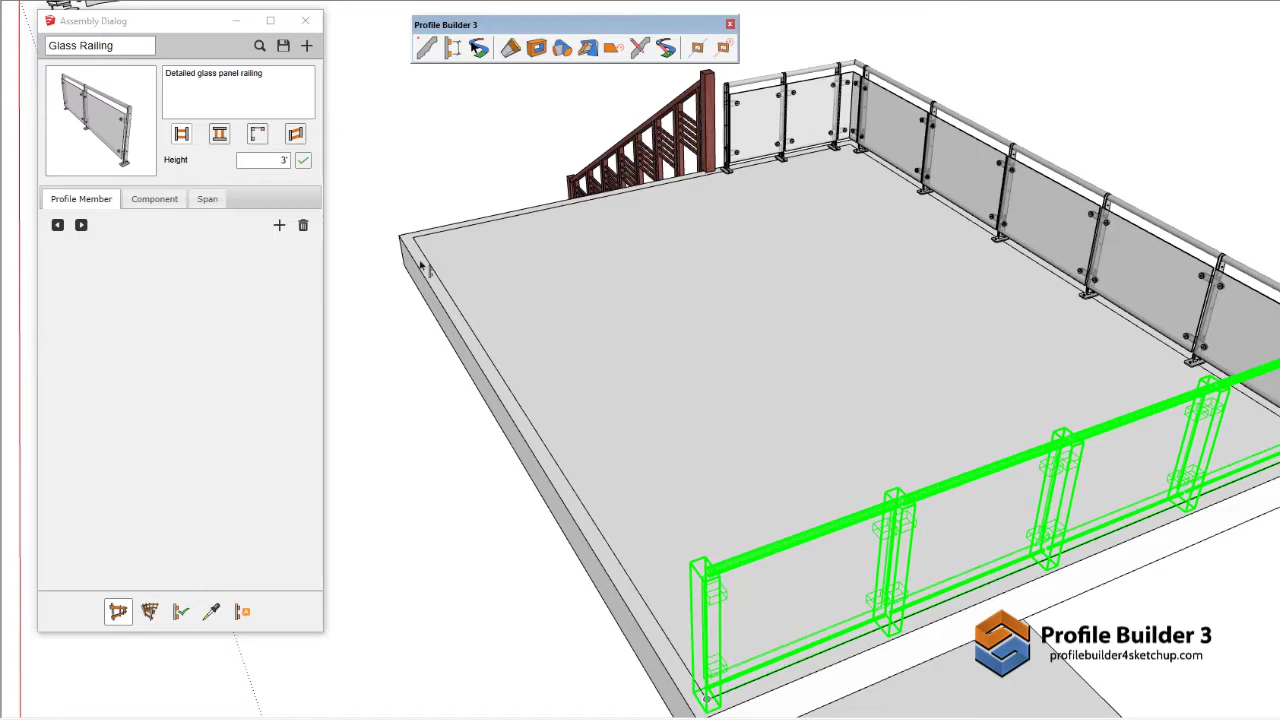 Assembly Dialog
Glass Railing
Detailed glass panel railing
Height 3'
Profile Member Component Span
Profile Builder 3
Profile Builder 3
profilebuilder4sketchup.com